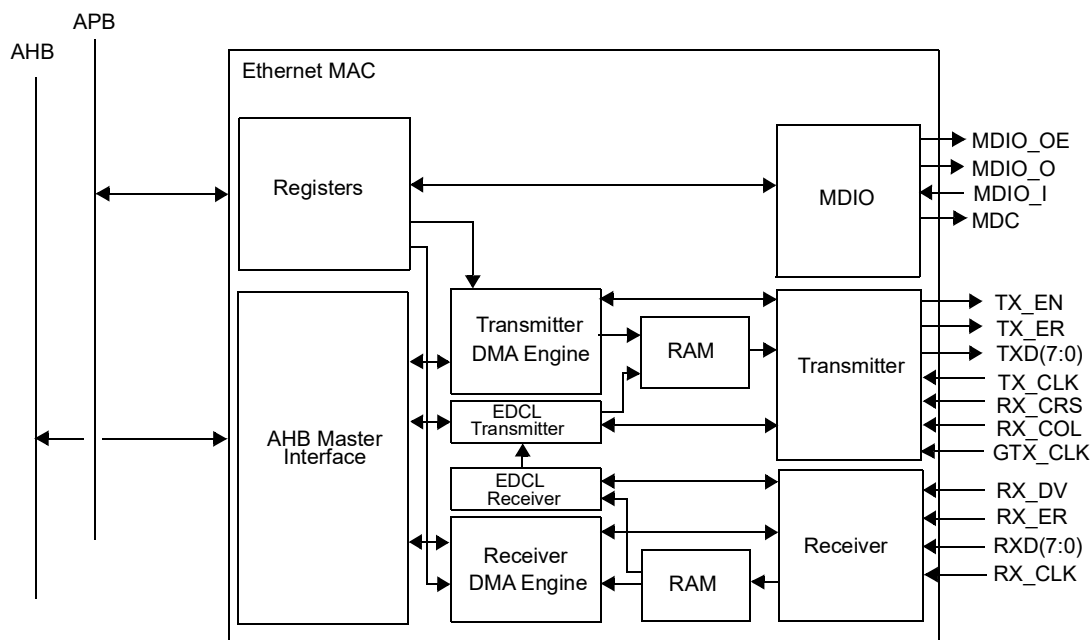 APB
AHB
Ethernet MAC
Registers
MDIO
MDIO_OE
MDIO_O
MDIO_I
MDC
Transmitter
DMA Engine
RAM
Transmitter
TX_EN
TX_ER
TXD(7:0)
TX_CLK
RX_CRS
RX_COL
GTX_CLK
EDCL
Transmitter
AHB Master
Interface
EDCL
Receiver
Receiver
DMA Engine
RAM
Receiver
RX_DV
RX_ER
RXD(7:0)
RX_CLK